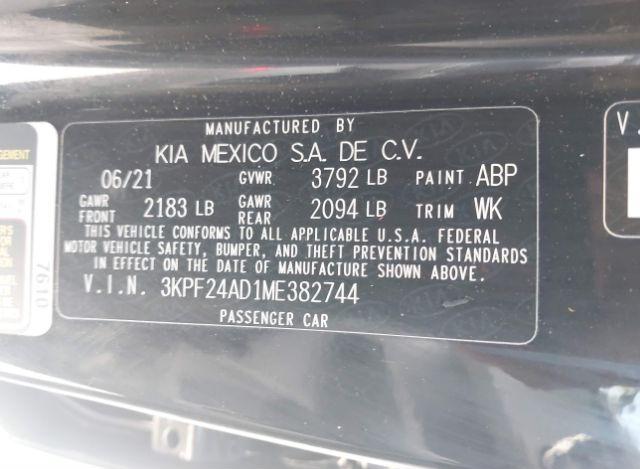 MANUFACTURED BY
KIA MEXICO S.A. DE C.V.
06/21 GVWR 3792 LB PAINT ABP
GAWR FRONT 2183 LB GAWR REAR 2094 LB TRIM WK
THIS VEHICLE CONFORMS TO ALL APPLICABLE U.S.A. FEDERAL
MOTOR VEHICLE SAFETY, BUMPER, AND THEFT PREVENTION STANDARDS
IN EFFECT ON THE DATE OF MANUFACTURE SHOWN ABOVE.
V.I.N. 3KPF24AD1ME382744
PASSENGER CAR
7610
V